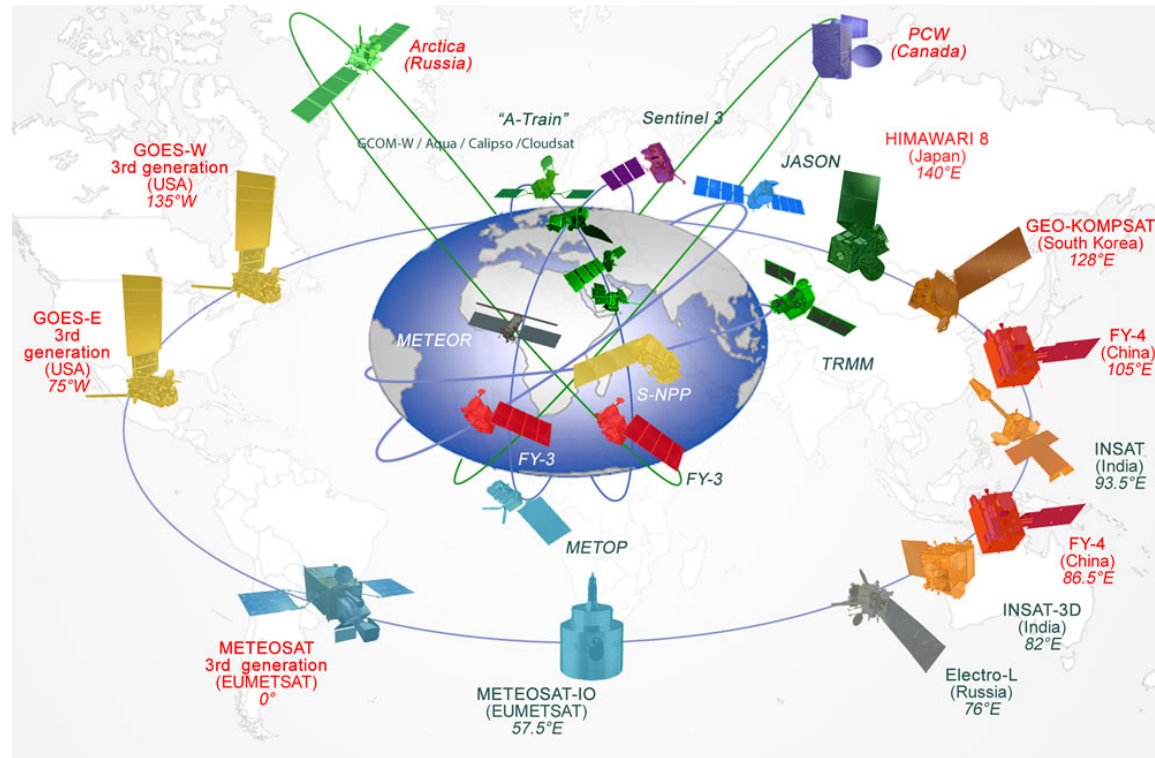 Arctica
(Russia)
PCW
(Canada)
"A-Train"
GCOM-W / Aqua / Calipso /Cloudsat
Sentinel 3
JASON
HIMAWARI 8
(Japan)
140°E
GOES-W
3rd generation
(USA)
135°W
GEO-KOMPSAT
(South Korea)
128°E
GOES-E
3rd
generation
(USA)
75°W
METEOR
TRMM
FY-4
(China)
105°E
S-NPP
FY-3
FY-3
INSAT
(India)
93.5°E
METOP
FY-4
(China)
86.5°E
INSAT-3D
(India)
82°E
METEOSAT
3rd generation
(EUMETSAT)
0°
METEOSAT-IO
(EUMETSAT)
57.5°E
Electro-L
(Russia)
76°E